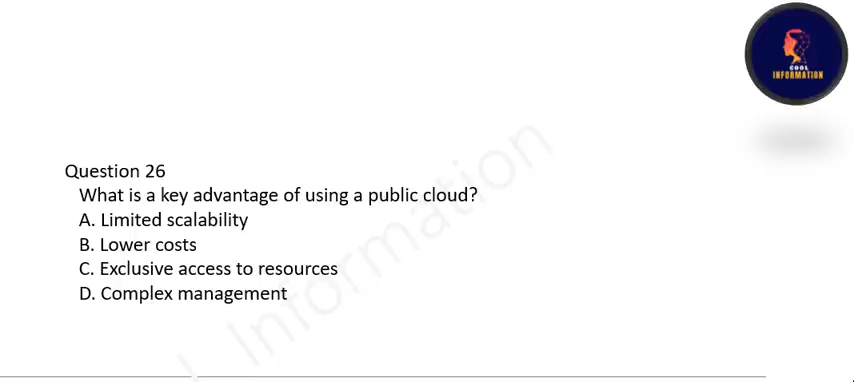 COOL
INFORMATION
Question 26
What is a key advantage of using a public cloud?
A. Limited scalability
B. Lower costs
C. Exclusive access to resources
D. Complex management
Information